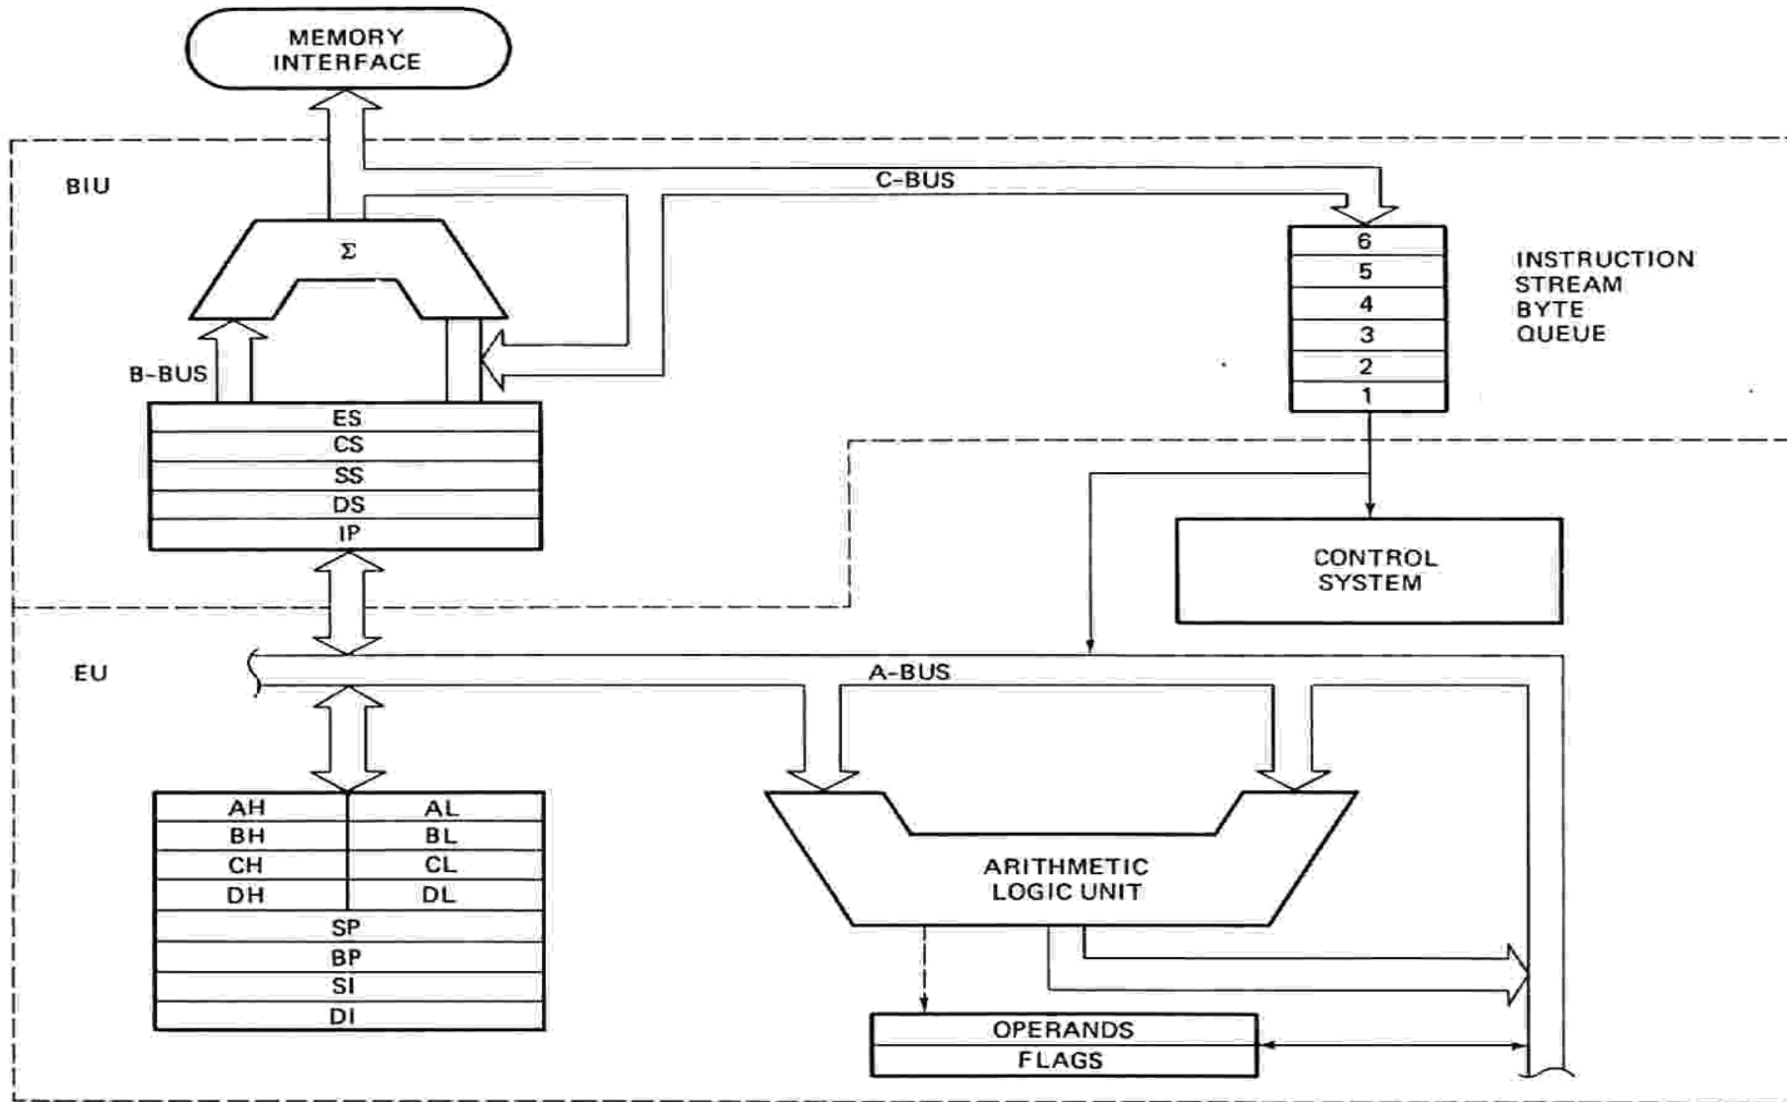 MEMORY
INTERFACE
BIU
C-BUS
Σ
6
5
4
3
2
1
INSTRUCTION
STREAM
BYTE
QUEUE
B-BUS
ES
CS
SS
DS
IP
CONTROL
SYSTEM
EU
A-BUS
AH AL
BH BL
CH CL
DH DL
SP
BP
SI
DI
ARITHMETIC
LOGIC UNIT
OPERANDS
FLAGS